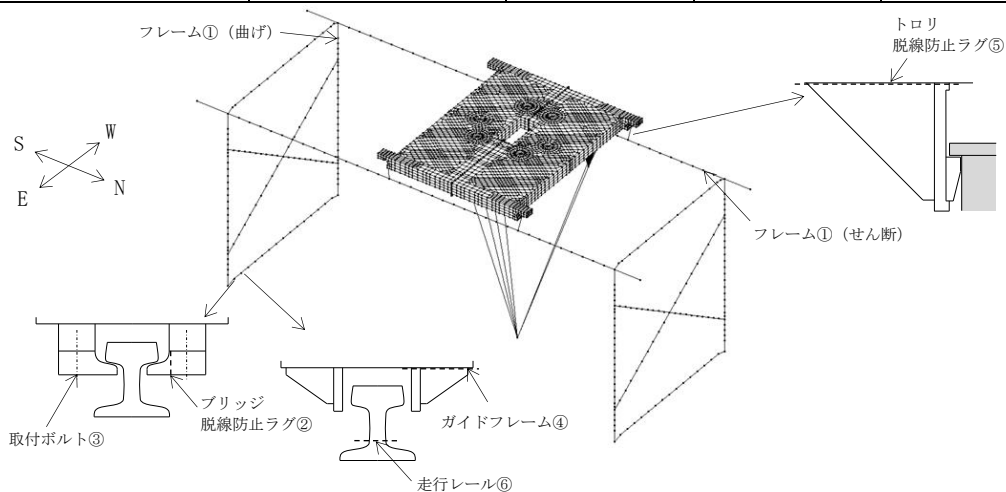 フレーム①（曲げ）
トロリ
脱線防止ラグ⑤
S
W
E
N
フレーム①（せん断）
ブリッジ
脱線防止ラグ②
取付ボルト③
ガイドフレーム④
走行レール⑥